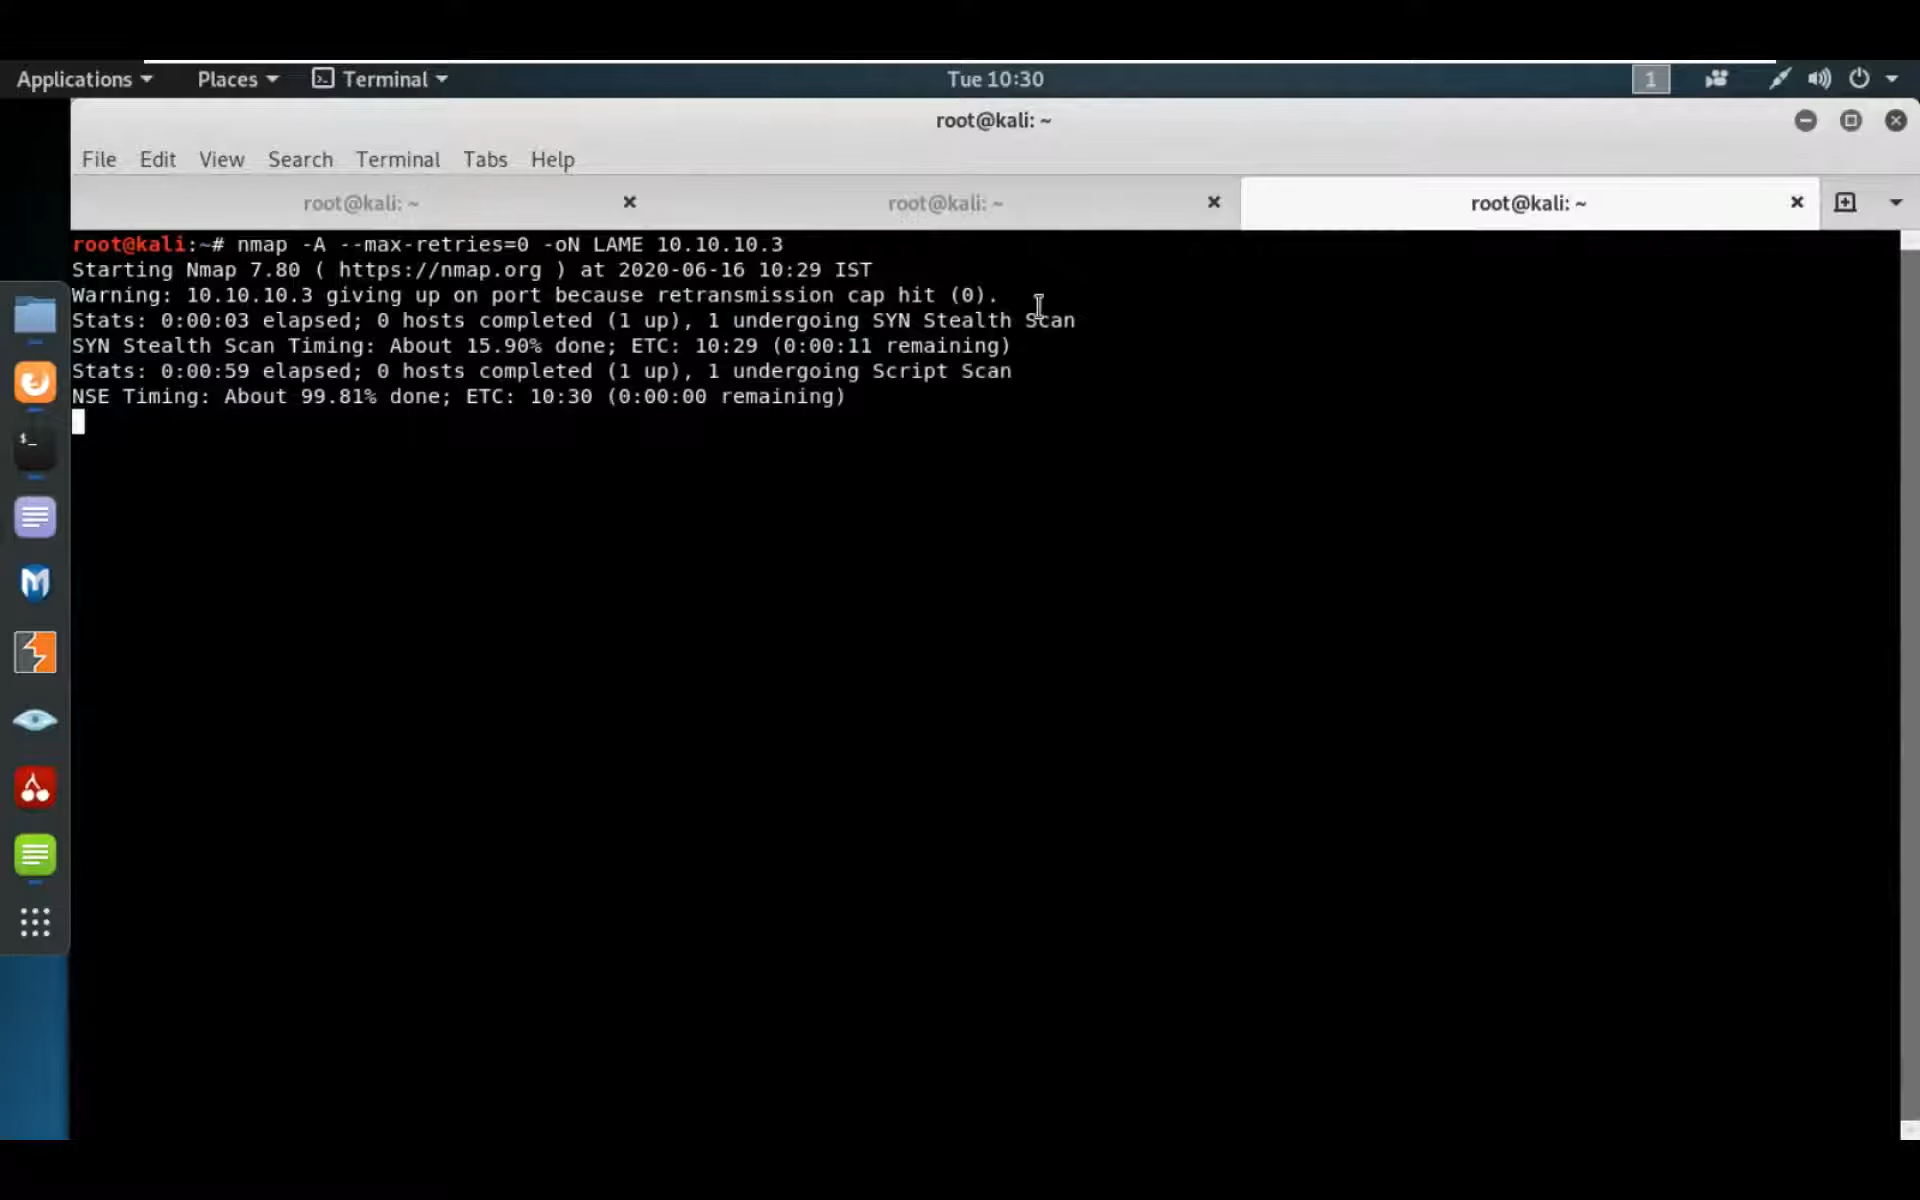 Applications Places Terminal Tue 10:30 1
root@kali: ~
File Edit View Search Terminal Tabs Help
root@kali: ~ root@kali: ~ root@kali: ~
root@kali:~# nmap -A --max-retries=0 -oN LAME 10.10.10.3
Starting Nmap 7.80 ( https://nmap.org ) at 2020-06-16 10:29 IST
Warning: 10.10.10.3 giving up on port because retransmission cap hit (0).
Stats: 0:00:03 elapsed; 0 hosts completed (1 up), 1 undergoing SYN Stealth Scan
SYN Stealth Scan Timing: About 15.90% done; ETC: 10:29 (0:00:11 remaining)
Stats: 0:00:59 elapsed; 0 hosts completed (1 up), 1 undergoing Script Scan
NSE Timing: About 99.81% done; ETC: 10:30 (0:00:00 remaining)
$_